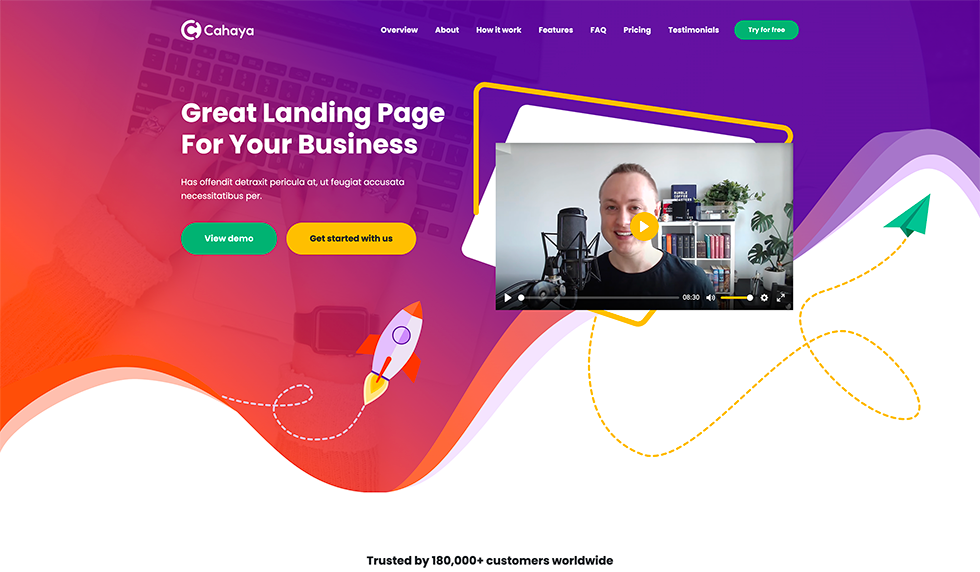 Cahaya
Overview About How it work Features FAQ Pricing Testimonials Try for free
Great Landing Page
For Your Business
Has offendit detraxit pericula at, ut feugiat accusata
necessitatibus per.
View demo Get started with us
RUMBLE
COFFEE
08:30
Trusted by 180,000+ customers worldwide